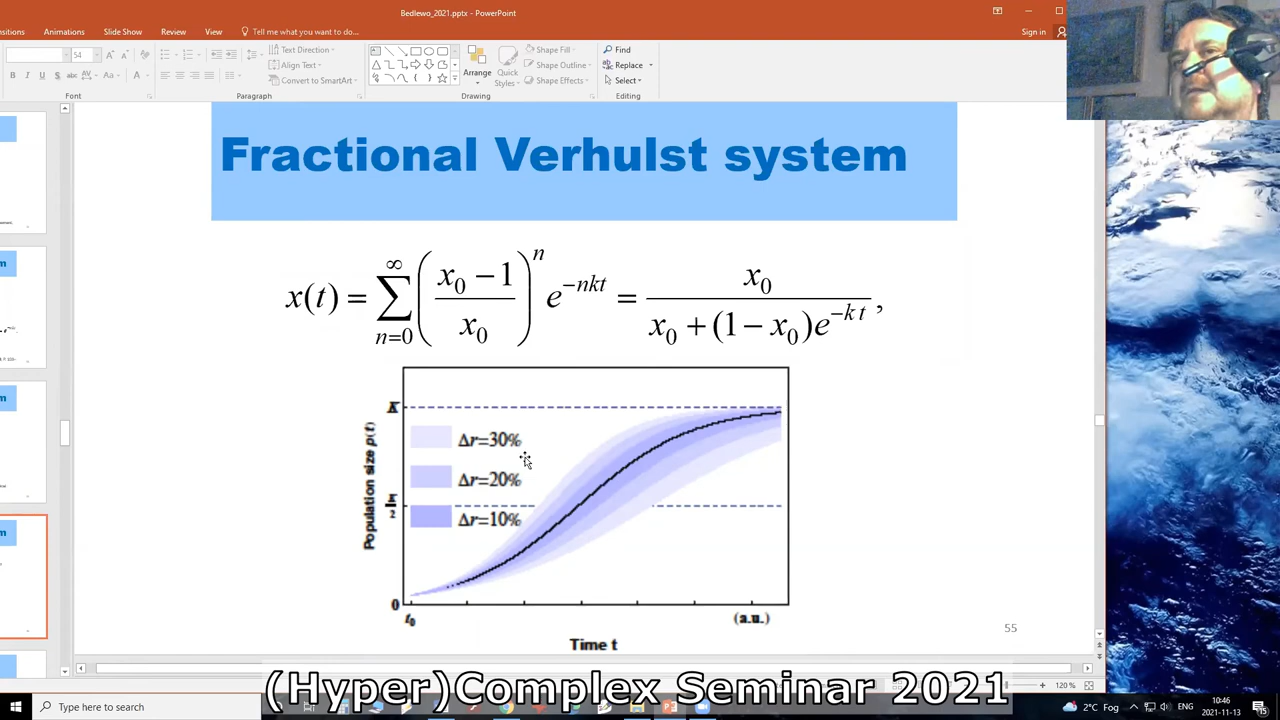 Bedlewo_2021.pptx - PowerPoint
Sign in
Animations
Slide Show
Review
View
Tell me what you want to do...
54
Text Direction
Align Text
Convert to SmartArt
Arrange
Quick Styles
Shape Fill
Shape Outline
Shape Effects
Find
Replace
Select
Font
Paragraph
Drawing
Editing
Fractional Verhulst system
x(t) = ∑_{n=0}^{∞} ((x₀ − 1)/x₀)^n e^{−nkt} = x₀/(x₀ + (1 − x₀)e^{−k t}),
K
Δr=30%
Δr=20%
Δr=10%
Population size p(t)
K/2
0
t₀
(a.u.)
Time t
55
(Hyper)Complex Seminar 2021
120 %
Type here to search
2°C Fog
ENG
10:46
2021-11-13